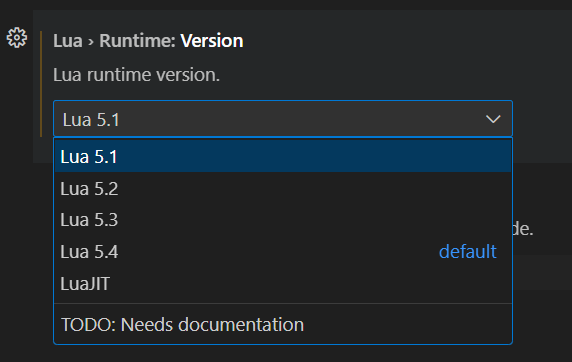 Lua › Runtime: Version
Lua runtime version.
Lua 5.1
Lua 5.1
Lua 5.2
Lua 5.3
de.
Lua 5.4 default
LuaJIT
TODO: Needs documentation